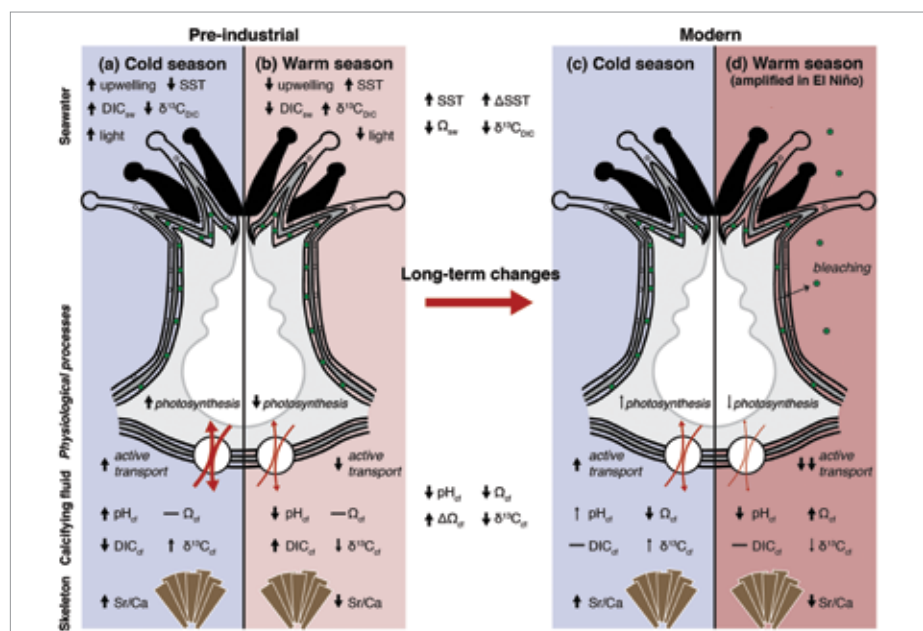 Pre-industrial
Modern
(a) Cold season
(b) Warm season
(c) Cold season
(d) Warm season
(amplified in El Niño)
Seawater
↑ upwelling ↓ SST
↑ DICsw ↓ δ¹³CDIC
↑ light
↓ upwelling ↑ SST
↓ DICsw ↑ δ¹³CDIC
↓ light
↑ SST ↑ ΔSST
↓ Ωsw ↓ δ¹³CDIC
Long-term changes
bleaching
Physiological processes
↑ photosynthesis
↓ photosynthesis
↑ photosynthesis
↓ photosynthesis
↑ active
transport
↓ active
transport
↑ active
transport
↓↓ active
transport
Calcifying fluid
↑ pHcf — Ωcf
↓ DICcf ↑ δ¹³Ccf
↓ pHcf — Ωcf
↑ DICcf ↓ δ¹³Ccf
↓ pHcf ↓ Ωcf
↑ ΔΩcf ↓ δ¹³Ccf
↑ pHcf ↓ Ωcf
— DICcf ↑ δ¹³Ccf
↓ pHcf ↑ Ωcf
— DICcf ↓ δ¹³Ccf
Skeleton
↑ Sr/Ca
↓ Sr/Ca
↑ Sr/Ca
↓ Sr/Ca